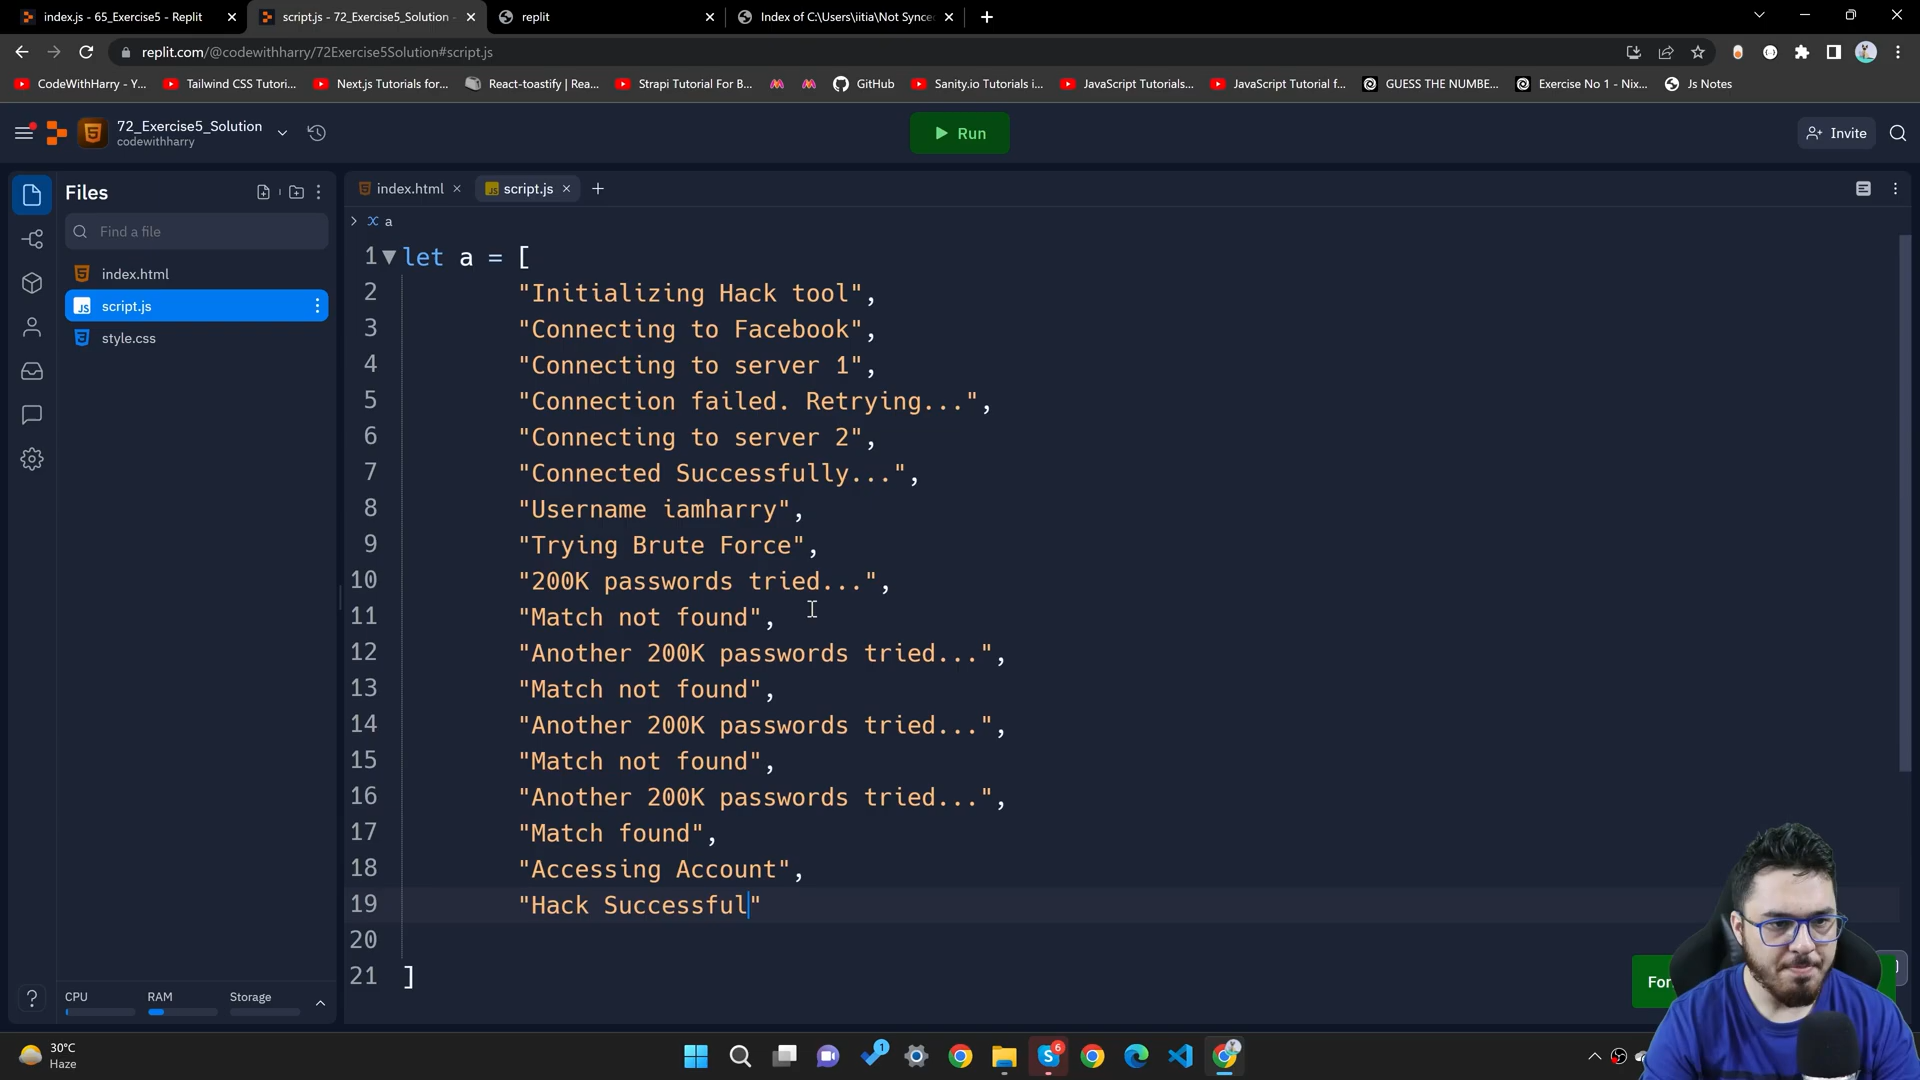 index.js - 65_Exercise5 - Replit
script.js - 72_Exercise5_Solution -
replit
Index of C:\Users\iitia\Not Synced
replit.com/@codewithharry/72Exercise5Solution#script.js
CodeWithHarry - Y...
Tailwind CSS Tutori...
Next.js Tutorials for...
React-toastify | Rea...
Strapi Tutorial For B...
GitHub
Sanity.io Tutorials i...
JavaScript Tutorials...
JavaScript Tutorial f...
GUESS THE NUMBE...
Exercise No 1 - Nix...
Js Notes
72_Exercise5_Solution
codewithharry
Run
Invite
Files
Find a file
index.html
script.js
style.css
CPU
RAM
Storage
index.html
script.js
a
1 let a = [
2 "Initializing Hack tool",
3 "Connecting to Facebook",
4 "Connecting to server 1",
5 "Connection failed. Retrying...",
6 "Connecting to server 2",
7 "Connected Successfully...",
8 "Username iamharry",
9 "Trying Brute Force",
10 "200K passwords tried...",
11 "Match not found",
12 "Another 200K passwords tried...",
13 "Match not found",
14 "Another 200K passwords tried...",
15 "Match not found",
16 "Another 200K passwords tried...",
17 "Match found",
18 "Accessing Account",
19 "Hack Successful"
20
21 ]
For
30°C
Haze
1
6